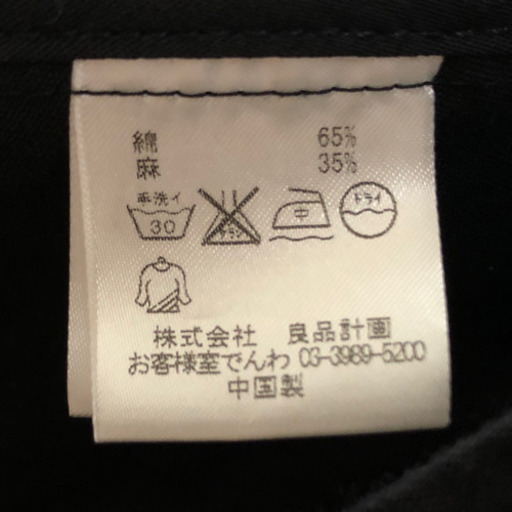 綿 65%
麻 35%
手洗イ 30 中 ドライ
株式会社 良品計画
お客様室でんわ 03-3989-5200
中国製